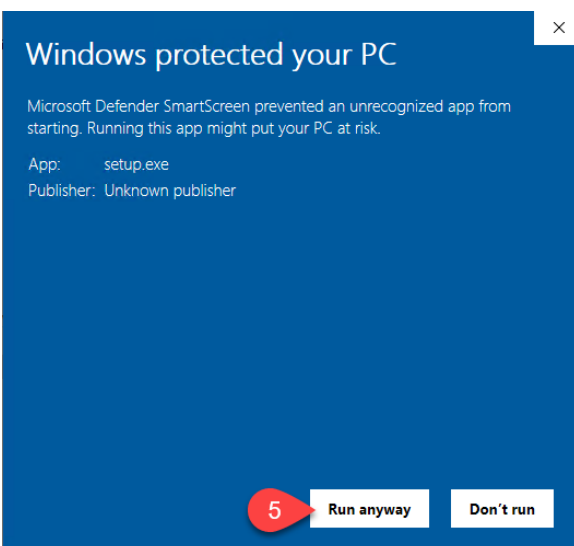 Windows protected your PC
Microsoft Defender SmartScreen prevented an unrecognized app from
starting. Running this app might put your PC at risk.
App: setup.exe
Publisher: Unknown publisher
5 Run anyway Don't run